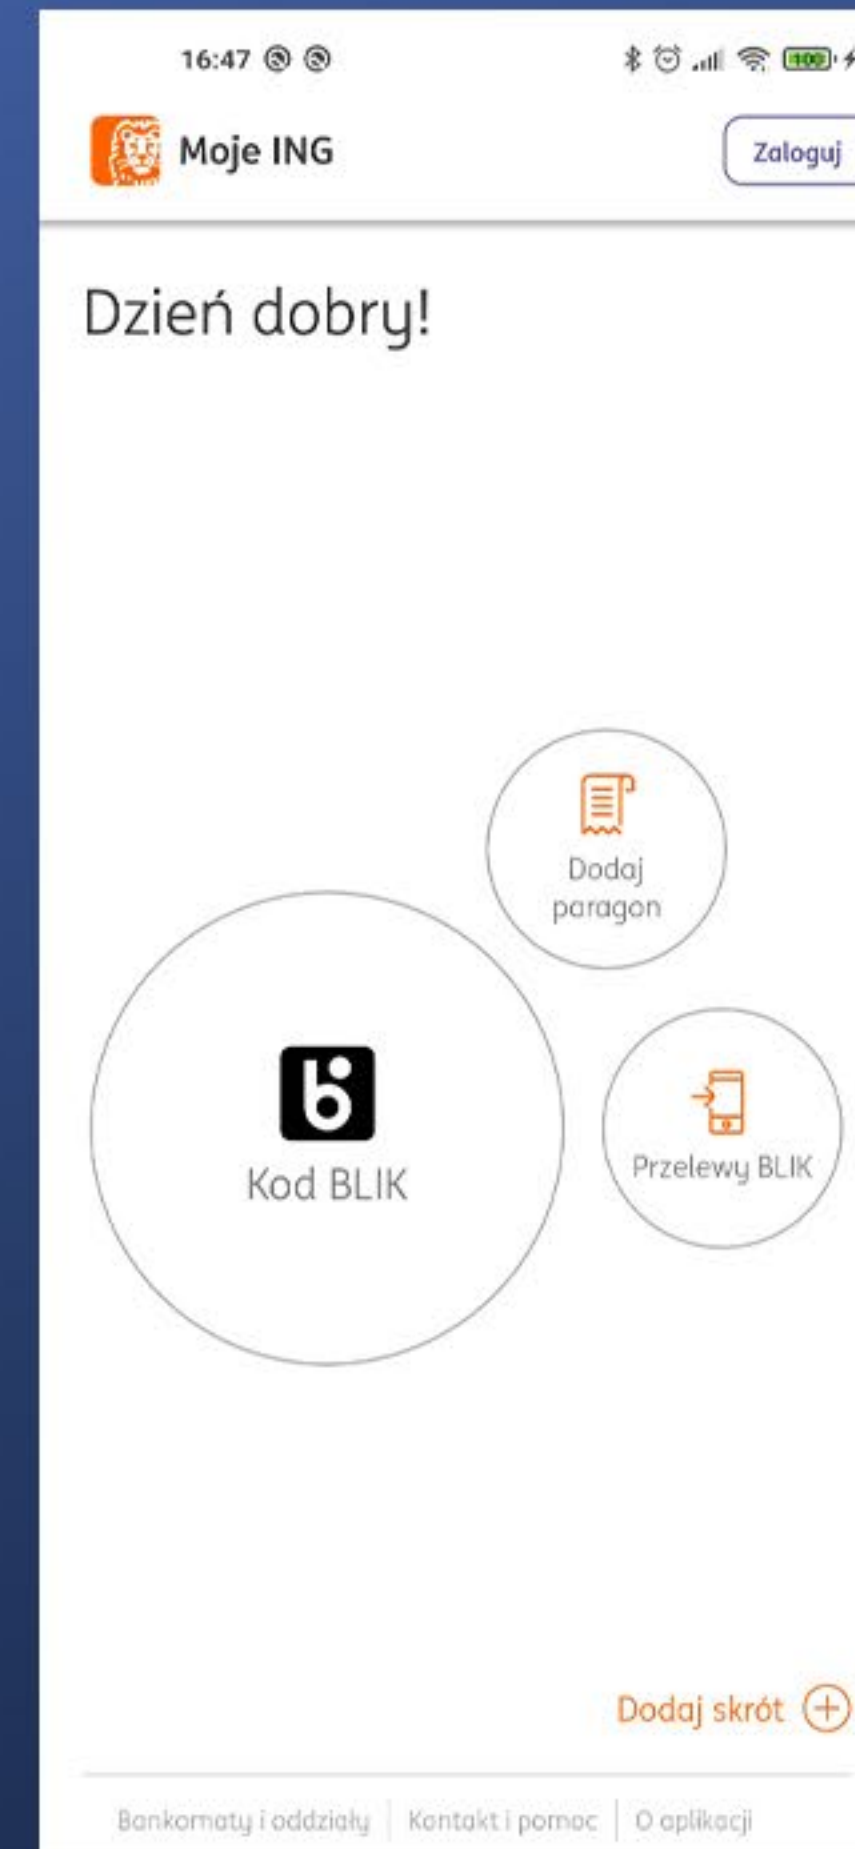 16:47
100
Moje ING
Zaloguj
Dzień dobry!
Dodaj
paragon
Kod BLIK
Przelewy BLIK
Dodaj skrót
Bankomaty i oddziały
Kontakt i pomoc
O aplikacji